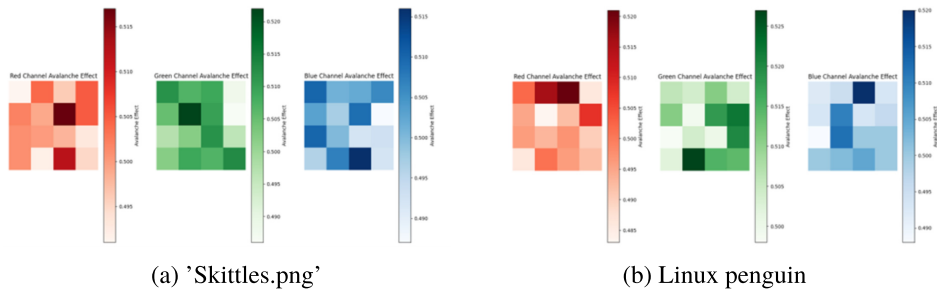 Red Channel Avalanche Effect
0.515
0.510
0.505
0.500
0.495
Avalanche Effect
Green Channel Avalanche Effect
0.520
0.515
0.510
0.505
0.500
0.495
0.490
Avalanche Effect
Blue Channel Avalanche Effect
0.515
0.510
0.505
0.500
0.495
0.490
Avalanche Effect
(a) 'Skittles.png'
Red Channel Avalanche Effect
0.520
0.515
0.510
0.505
0.500
0.495
0.490
0.485
Avalanche Effect
Green Channel Avalanche Effect
0.525
0.520
0.515
0.510
0.505
0.500
Avalanche Effect
Blue Channel Avalanche Effect
0.520
0.515
0.510
0.505
0.500
0.495
0.490
Avalanche Effect
(b) Linux penguin